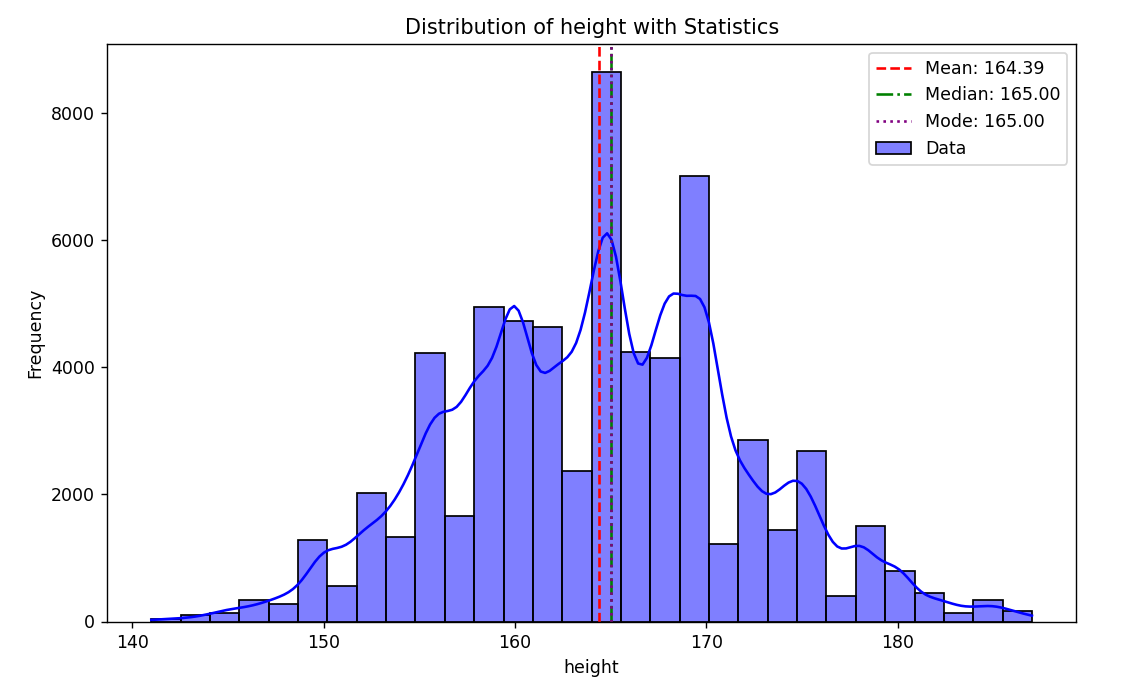 Distribution of height with Statistics
Mean: 164.39
Median: 165.00
Mode: 165.00
Data
Frequency
8000
6000
4000
2000
0
140
150
160
170
180
height